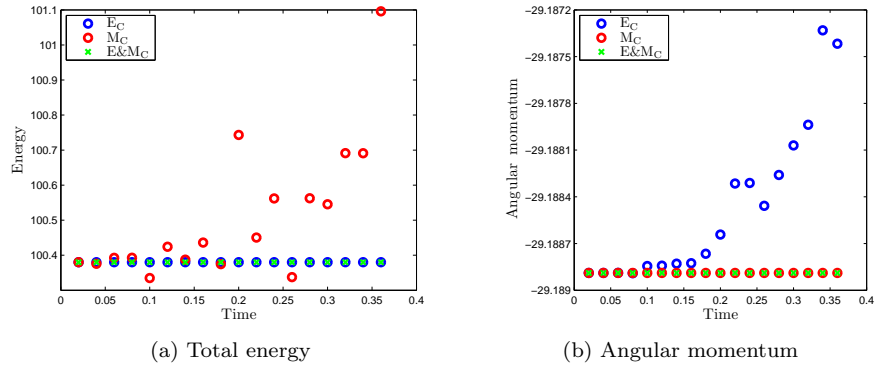 101.1
101
100.9
100.8
100.7
100.6
100.5
100.4
Energy
E_C
M_C
E&M_C
0 0.05 0.1 0.15 0.2 0.25 0.3 0.35 0.4
Time
(a) Total energy
−29.1872
−29.1875
−29.1878
−29.1881
−29.1884
−29.1887
−29.189
Angular momentum
E_C
M_C
E&M_C
0 0.05 0.1 0.15 0.2 0.25 0.3 0.35 0.4
Time
(b) Angular momentum